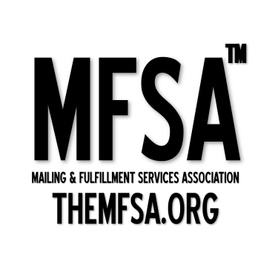 MFSA™
MAILING & FULFILLMENT SERVICES ASSOCIATION
THEMFSA.ORG